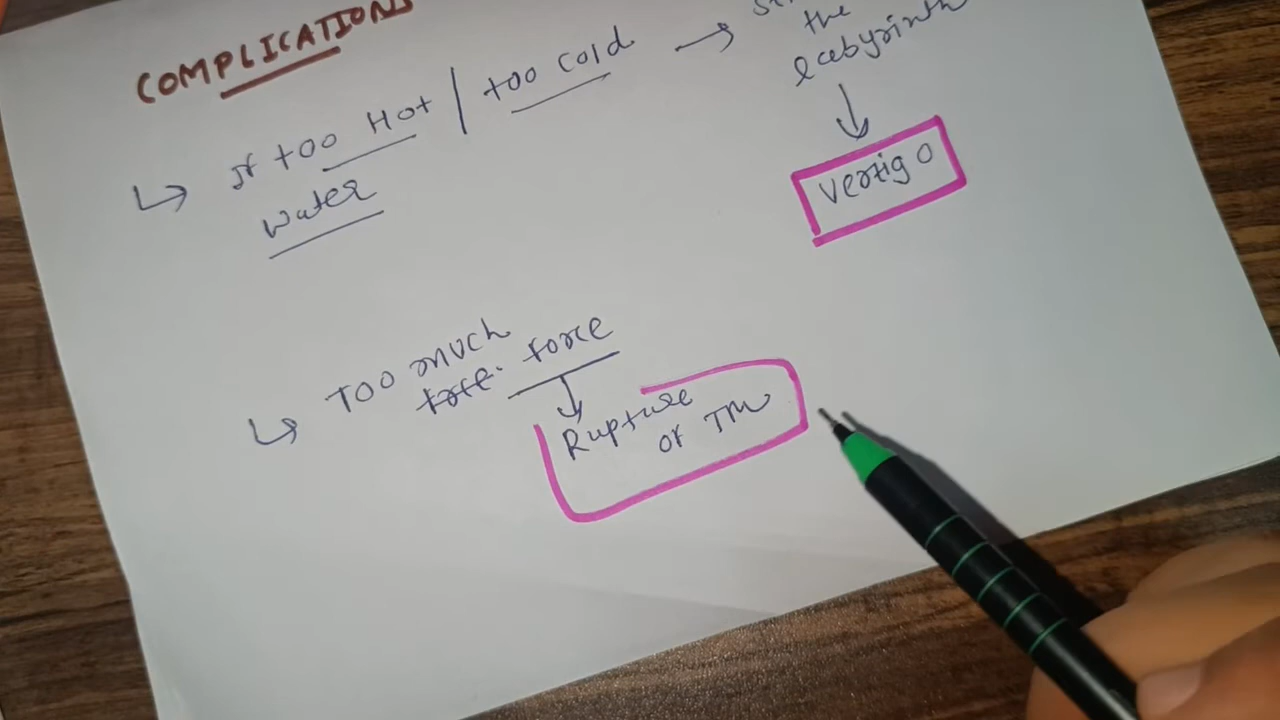 COMPLICATIONS
↳ If too Hot / too cold →
the
labyrinth
water
↓
vertigo
↳ Too much
force
↓
Rupture
of TM